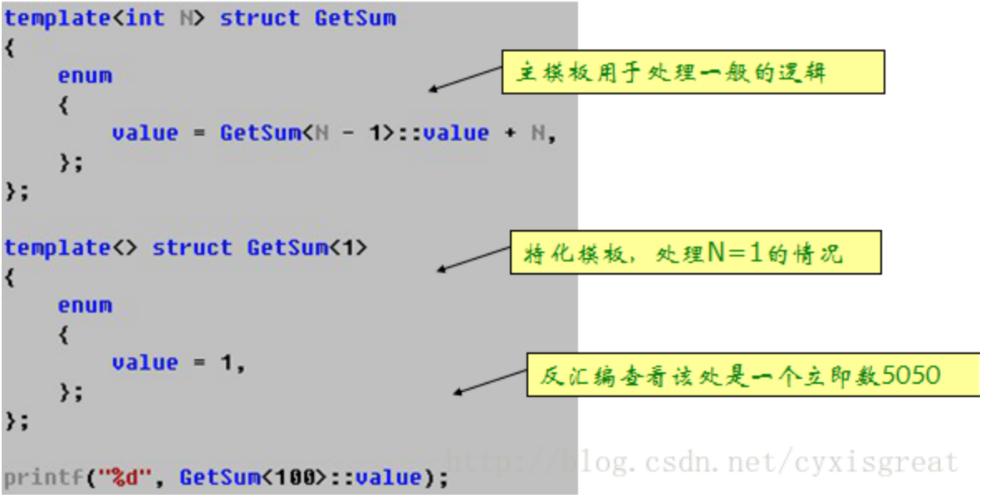 template<int N> struct GetSum
{
enum
主模板用于处理一般的逻辑
{
value = GetSum<N - 1>::value + N,
};
};
template<> struct GetSum<1>
特化模板，处理N=1的情况
{
enum
{
value = 1,
反汇编查看该处是一个立即数5050
};
};
http://blog.csdn.net/cyxisgreat
printf("%d", GetSum<100>::value);